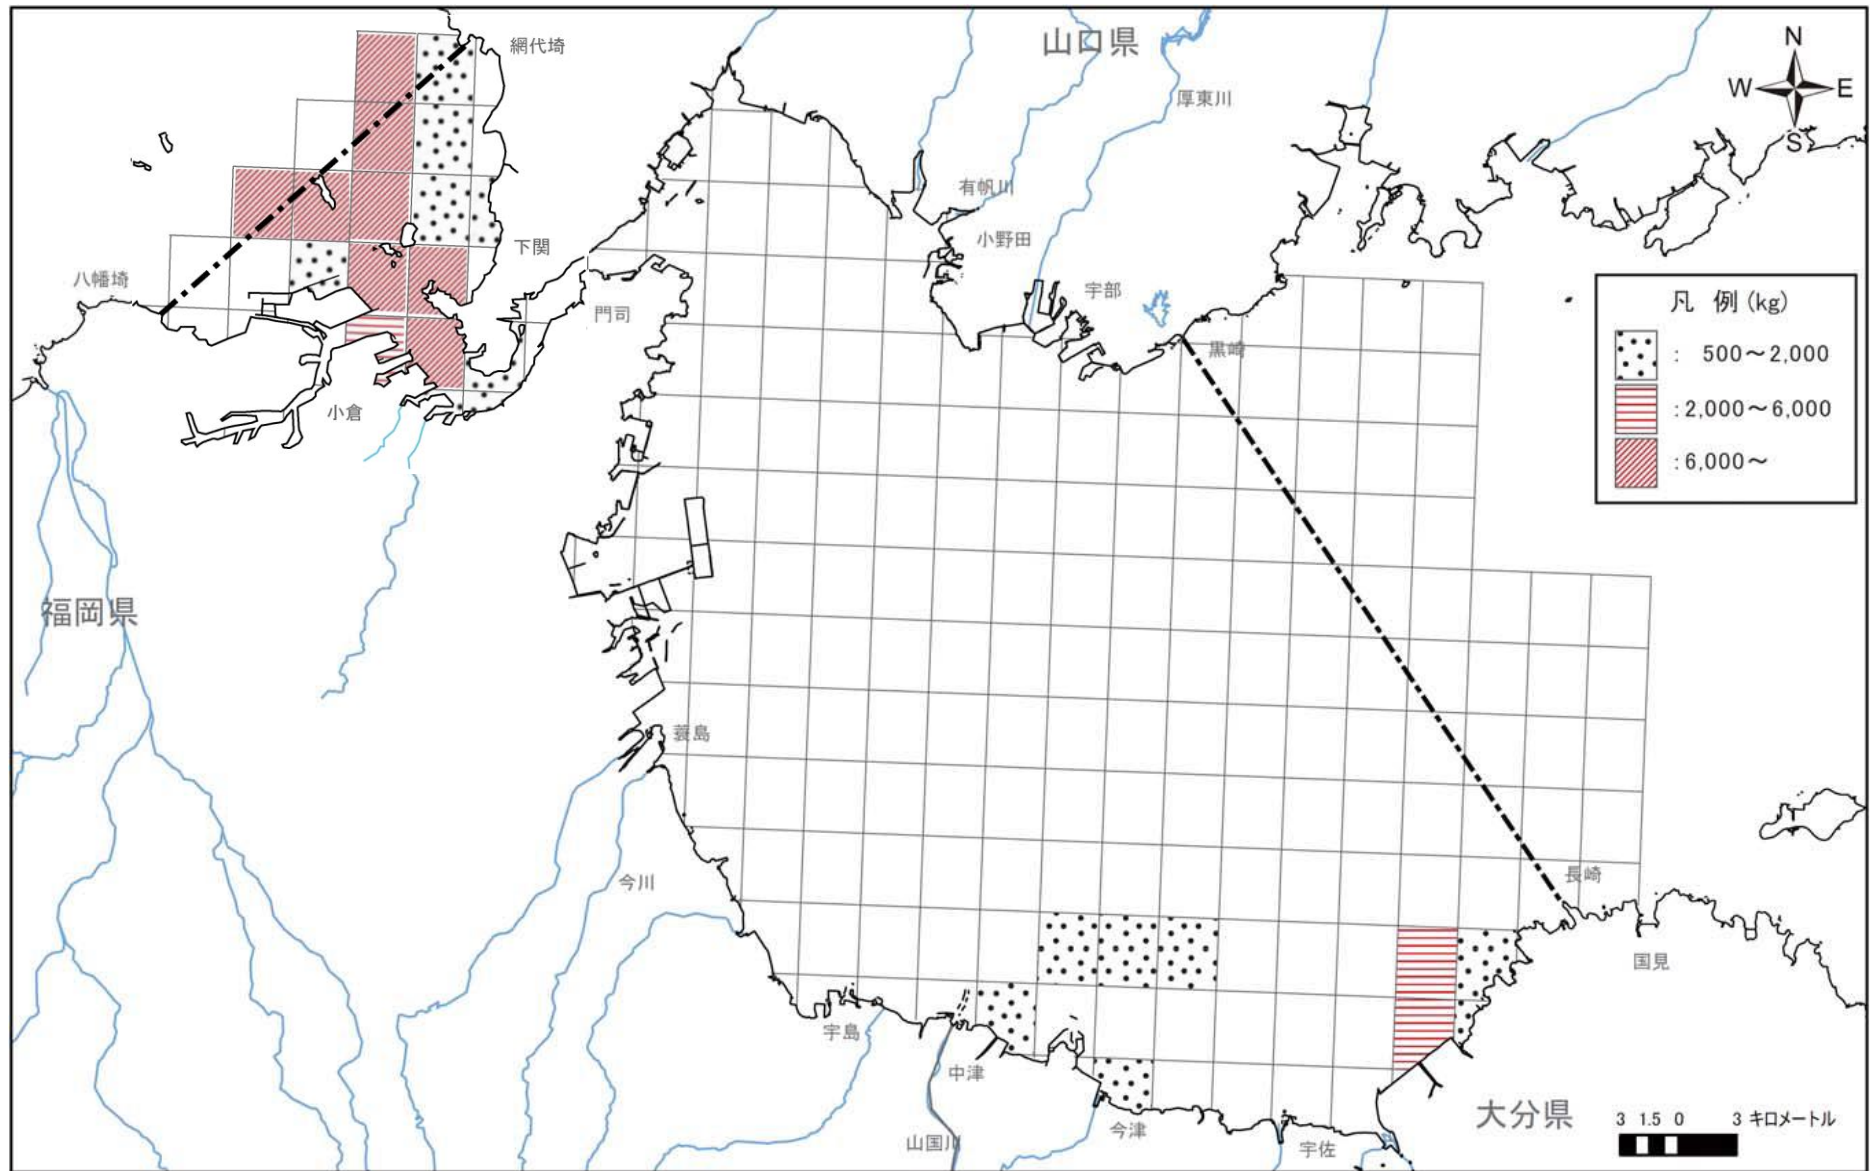 山口県
N
W
E
S
網代埼
厚東川
有帆川
小野田
下関
八幡埼
門司
宇部
黒崎
凡 例 (kg)
: 500～2,000
:2,000～6,000
:6,000～
小倉
福岡県
蓑島
今川
長崎
国見
宇島
中津
大分県
山国川
今津
宇佐
3 1.5 0 3 キロメートル